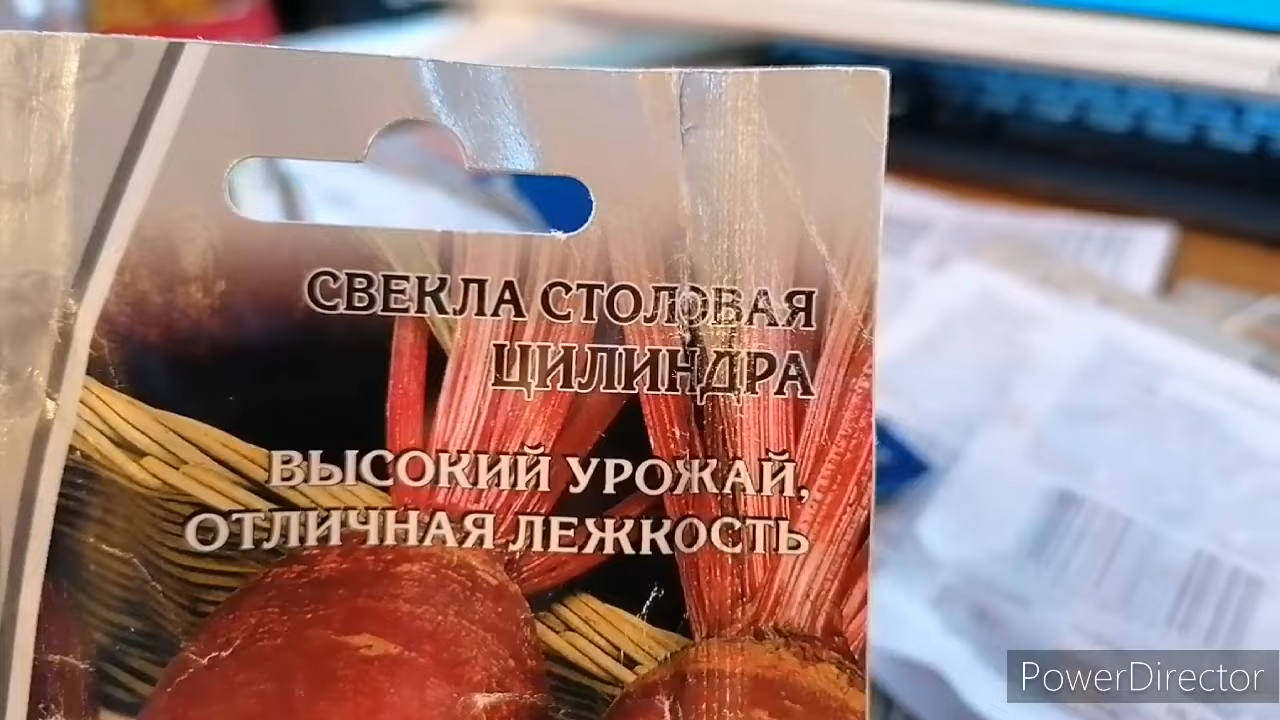 СВЕКЛА СТОЛОВАЯ
ЦИЛИНДРА
ВЫСОКИЙ УРОЖАЙ,
ОТЛИЧНАЯ ЛЕЖКОСТЬ
PowerDirector